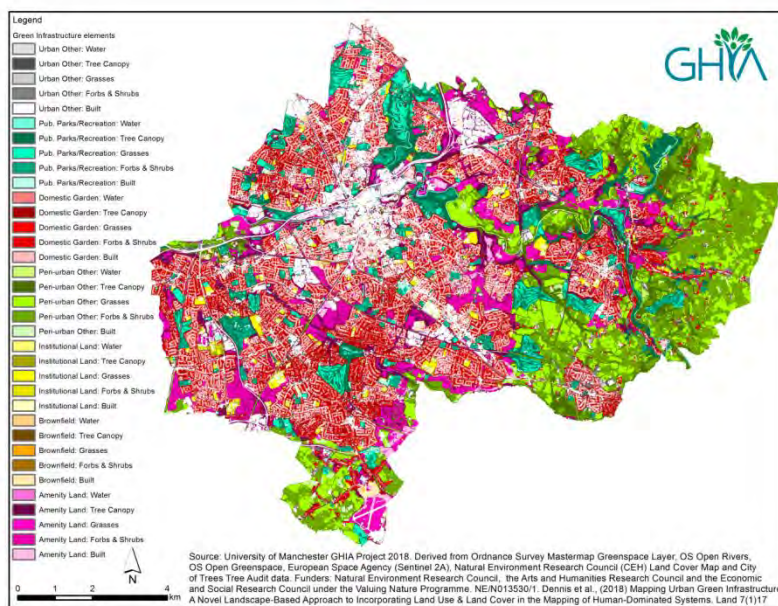 Legend
Green Infrastructure elements
Urban Other: Water
Urban Other: Tree Canopy
Urban Other: Grasses
Urban Other: Forbs & Shrubs
Urban Other: Built
Pub. Parks/Recreation: Water
Pub. Parks/Recreation: Tree Canopy
Pub. Parks/Recreation: Grasses
Pub. Parks/Recreation: Forbs & Shrubs
Pub. Parks/Recreation: Built
Domestic Garden: Water
Domestic Garden: Tree Canopy
Domestic Garden: Grasses
Domestic Garden: Forbs & Shrubs
Domestic Garden: Built
Peri-urban Other: Water
Peri-urban Other: Tree Canopy
Peri-urban Other: Grasses
Peri-urban Other: Forbs & Shrubs
Peri-urban Other: Built
Institutional Land: Water
Institutional Land: Tree Canopy
Institutional Land: Grasses
Institutional Land: Forbs & Shrubs
Institutional Land: Built
Brownfield: Water
Brownfield: Tree Canopy
Brownfield: Grasses
Brownfield: Forbs & Shrubs
Brownfield: Built
Amenity Land: Water
Amenity Land: Tree Canopy
Amenity Land: Grasses
Amenity Land: Forbs & Shrubs
Amenity Land: Built
GHIA
N
0 2 4
km
Source: University of Manchester GHIA Project 2018. Derived from Ordnance Survey Mastermap Greenspace Layer, OS Open Rivers,
OS Open Greenspace, European Space Agency (Sentinel 2A), Natural Environment Research Council (CEH) Land Cover Map and City
of Trees Tree Audit data. Funders: Natural Environment Research Council, the Arts and Humanities Research Council and the Economic
and Social Research Council under the Valuing Nature Programme. NE/N013530/1. Dennis et al., (2018) Mapping Urban Green Infrastructure:
A Novel Landscape-Based Approach to Incorporating Land Use & Land Cover in the Mapping of Human-Dominated Systems. Land 7(1)17